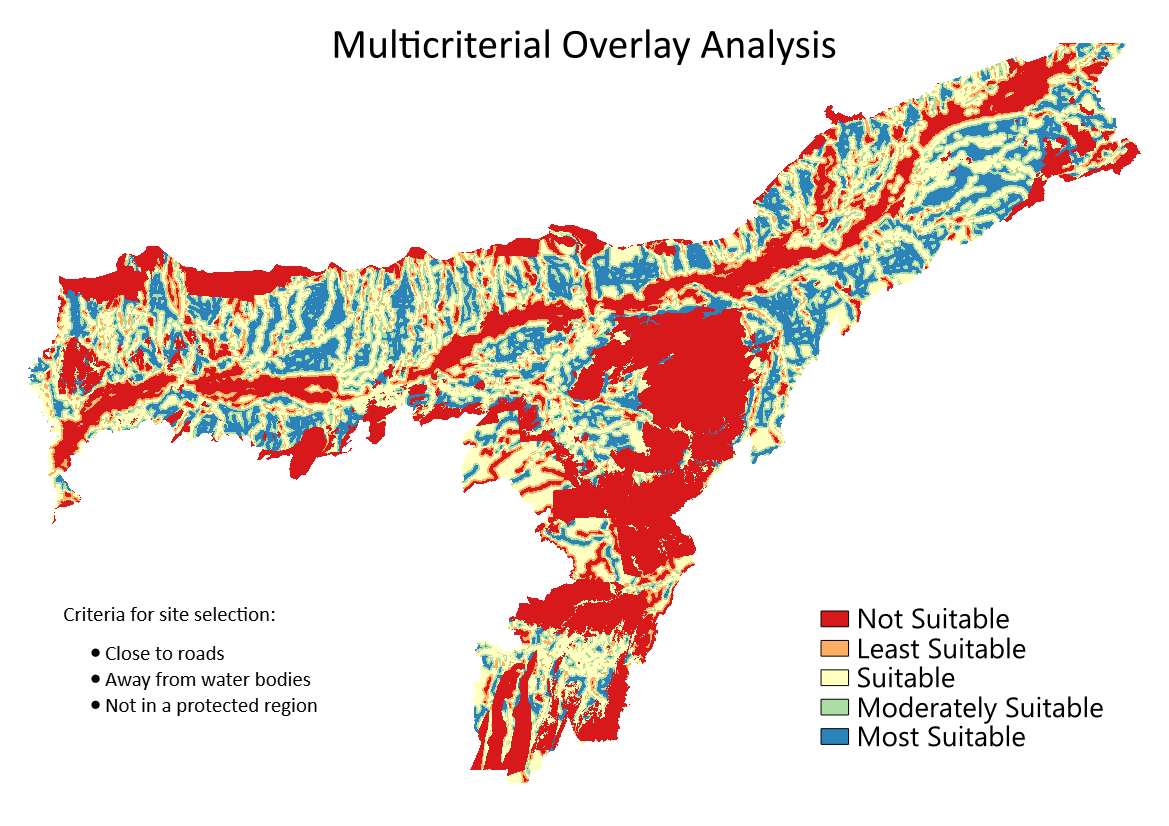 Multicriterial Overlay Analysis
Criteria for site selection:
• Close to roads
• Away from water bodies
• Not in a protected region
Not Suitable
Least Suitable
Suitable
Moderately Suitable
Most Suitable